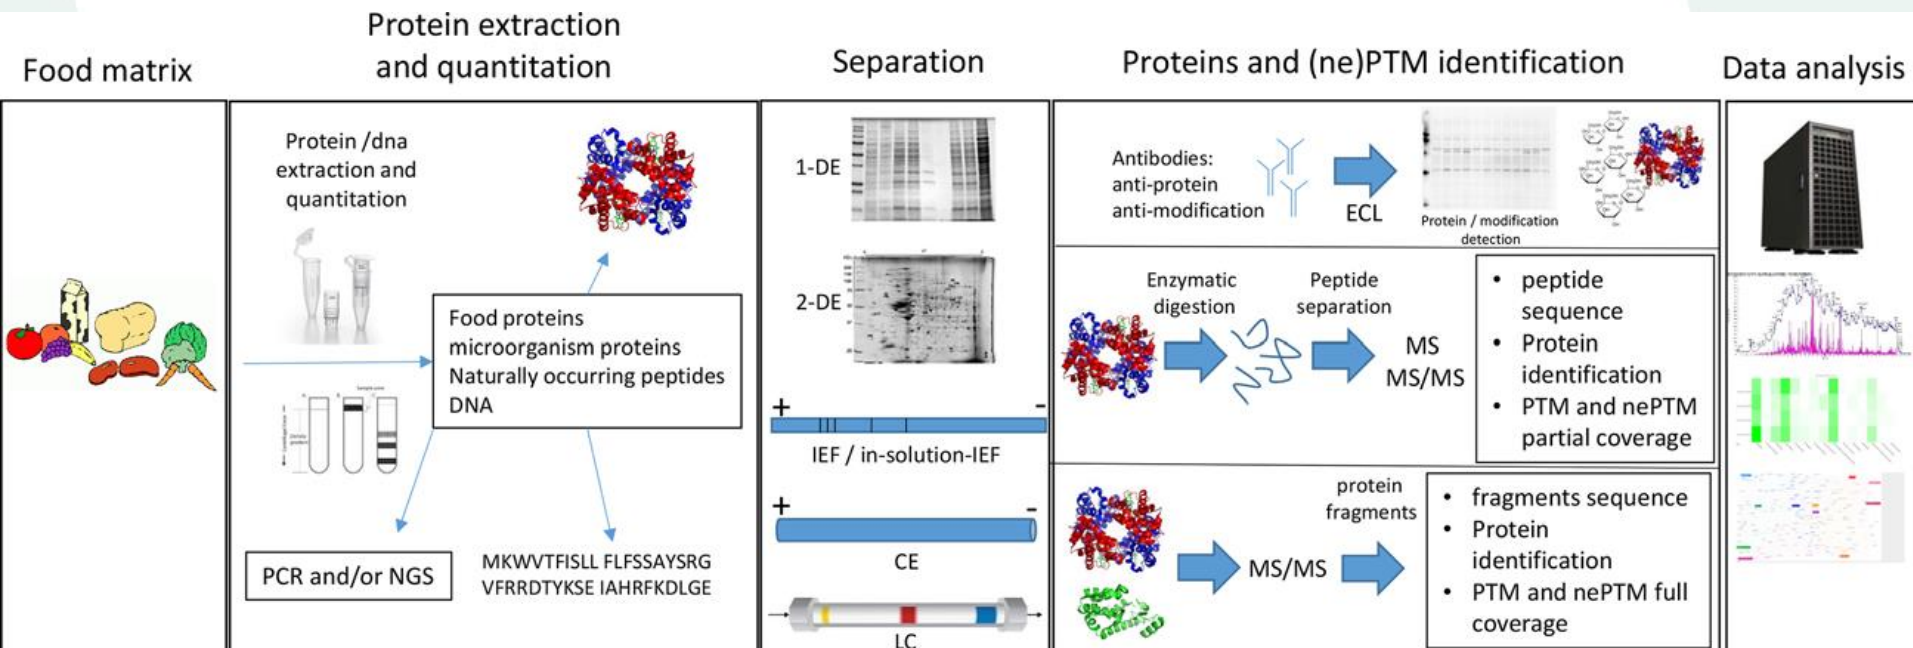 Food matrix
Protein extraction
and quantitation
Separation
Proteins and (ne)PTM identification
Data analysis
Protein /dna
extraction and
quantitation
Food proteins
microorganism proteins
Naturally occurring peptides
DNA
PCR and/or NGS
MKWVTFISLL FLFSSAYSRG
VFRRDTYKSE IAHRFKDLGE
1-DE
2-DE
+ -
IEF / in-solution-IEF
+ -
CE
LC
Antibodies:
anti-protein
anti-modification
ECL
Protein / modification
detection
Enzymatic
digestion
Peptide
separation
MS
MS/MS
• peptide
sequence
• Protein
identification
• PTM and nePTM
partial coverage
MS/MS
protein
fragments
• fragments sequence
• Protein
identification
• PTM and nePTM full
coverage